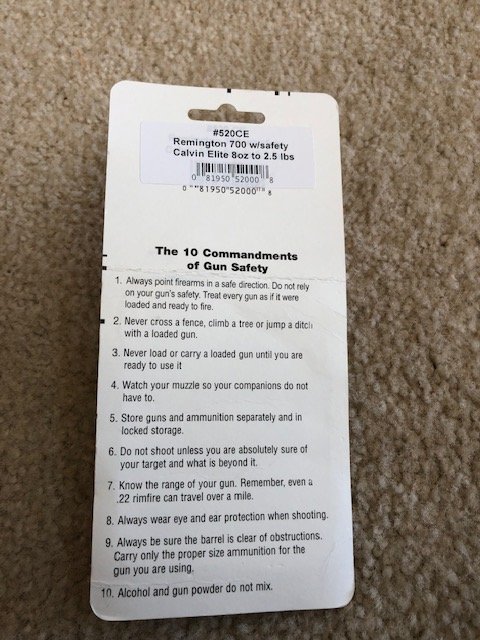 #520CE
Remington 700 w/safety
Calvin Elite 8oz to 2.5 lbs
0 81950 52000 8
0 81950 52000 8
The 10 Commandments
of Gun Safety
1. Always point firearms in a safe direction. Do not rely
on your gun's safety. Treat every gun as if it were
loaded and ready to fire.
2. Never cross a fence, climb a tree or jump a ditch
with a loaded gun.
3. Never load or carry a loaded gun until you are
ready to use it
4. Watch your muzzle so your companions do not
have to.
5. Store guns and ammunition separately and in
locked storage.
6. Do not shoot unless you are absolutely sure of
your target and what is beyond it.
7. Know the range of your gun. Remember, even a
.22 rimfire can travel over a mile.
8. Always wear eye and ear protection when shooting.
9. Always be sure the barrel is clear of obstructions.
Carry only the proper size ammunition for the
gun you are using.
10. Alcohol and gun powder do not mix.